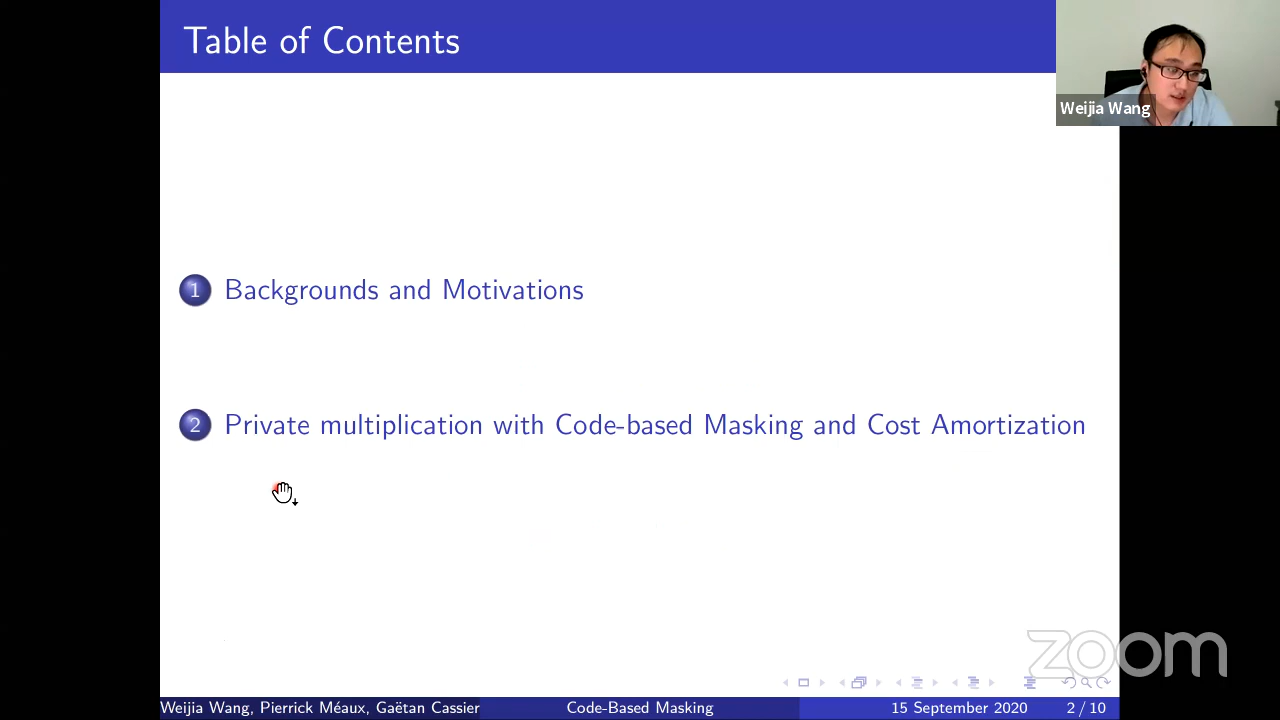 Table of Contents
Weijia Wang
1 Backgrounds and Motivations
2 Private multiplication with Code-based Masking and Cost Amortization
zoom
Weijia Wang, Pierrick Méaux, Gaëtan Cassier Code-Based Masking 15 September 2020 2 / 10